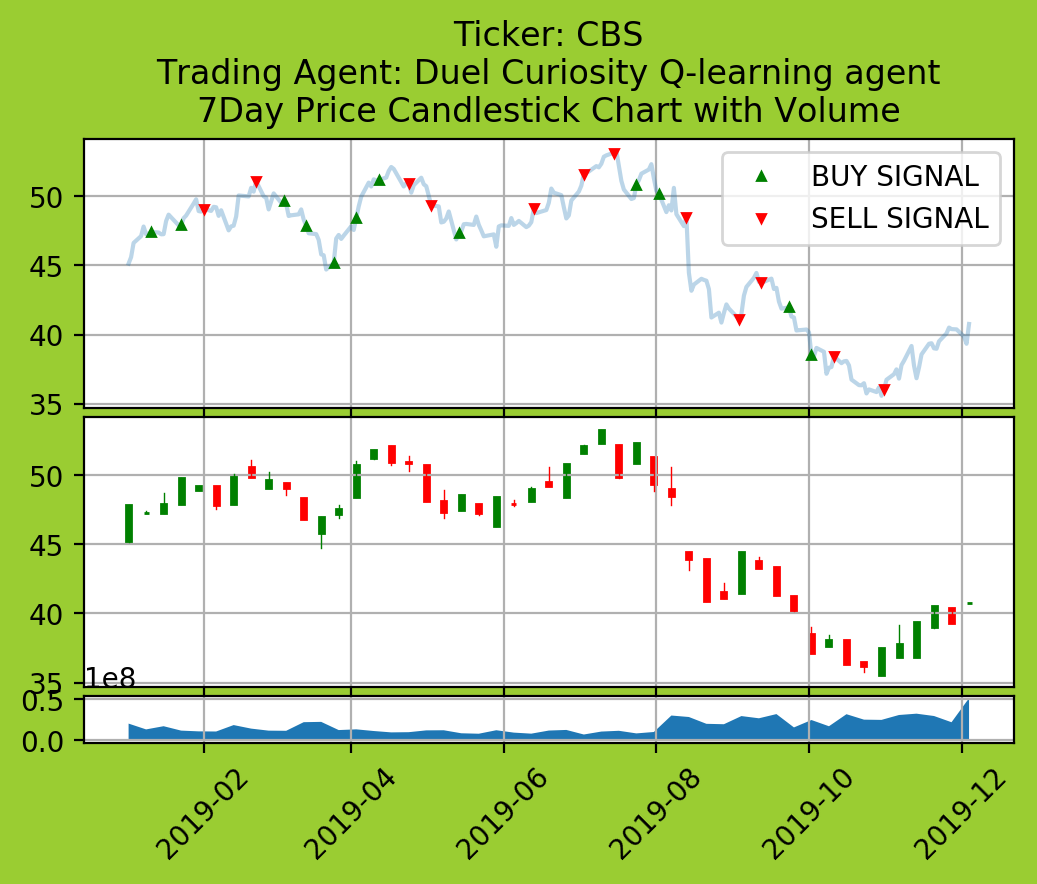 Ticker: CBS
Trading Agent: Duel Curiosity Q-learning agent
7Day Price Candlestick Chart with Volume
BUY SIGNAL
SELL SIGNAL
50
45
40
35
50
45
40
35
1e8
0.5
0.0
2019-02
2019-04
2019-06
2019-08
2019-10
2019-12